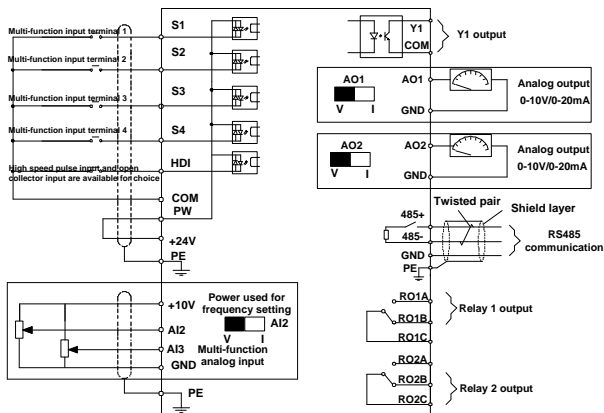 Multi-function input terminal 1
S1
Multi-function input terminal 2
S2
Multi-function input terminal 3
S3
Multi-function input terminal 4
S4
High speed pulse input and open
collector input are available for choice
HDI
COM
PW
+24V
PE
+10V
Power used for
frequency setting
AI2
V I
AI2
AI3
Multi-function
analog input
GND
PE
Y1
COM
Y1 output
AO1
V I
AO1
GND
Analog output
0-10V/0-20mA
AO2
V I
AO2
GND
Analog output
0-10V/0-20mA
Twisted pair
Shield layer
485+
485-
GND
PE
RS485
communication
RO1A
RO1B
RO1C
Relay 1 output
RO2A
RO2B
RO2C
Relay 2 output